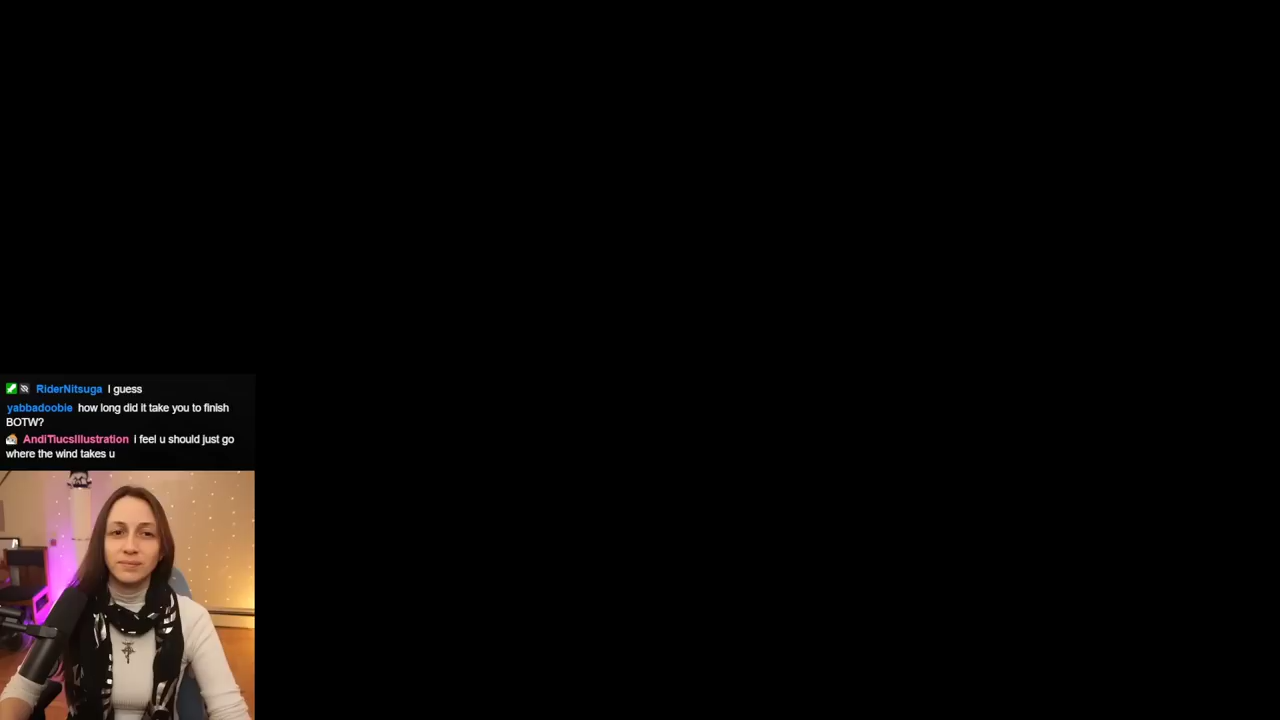 RiderNitsuga I guess
yabbadoobie how long did it take you to finish
BOTW?
AndiTiucsIllustration i feel u should just go
where the wind takes u